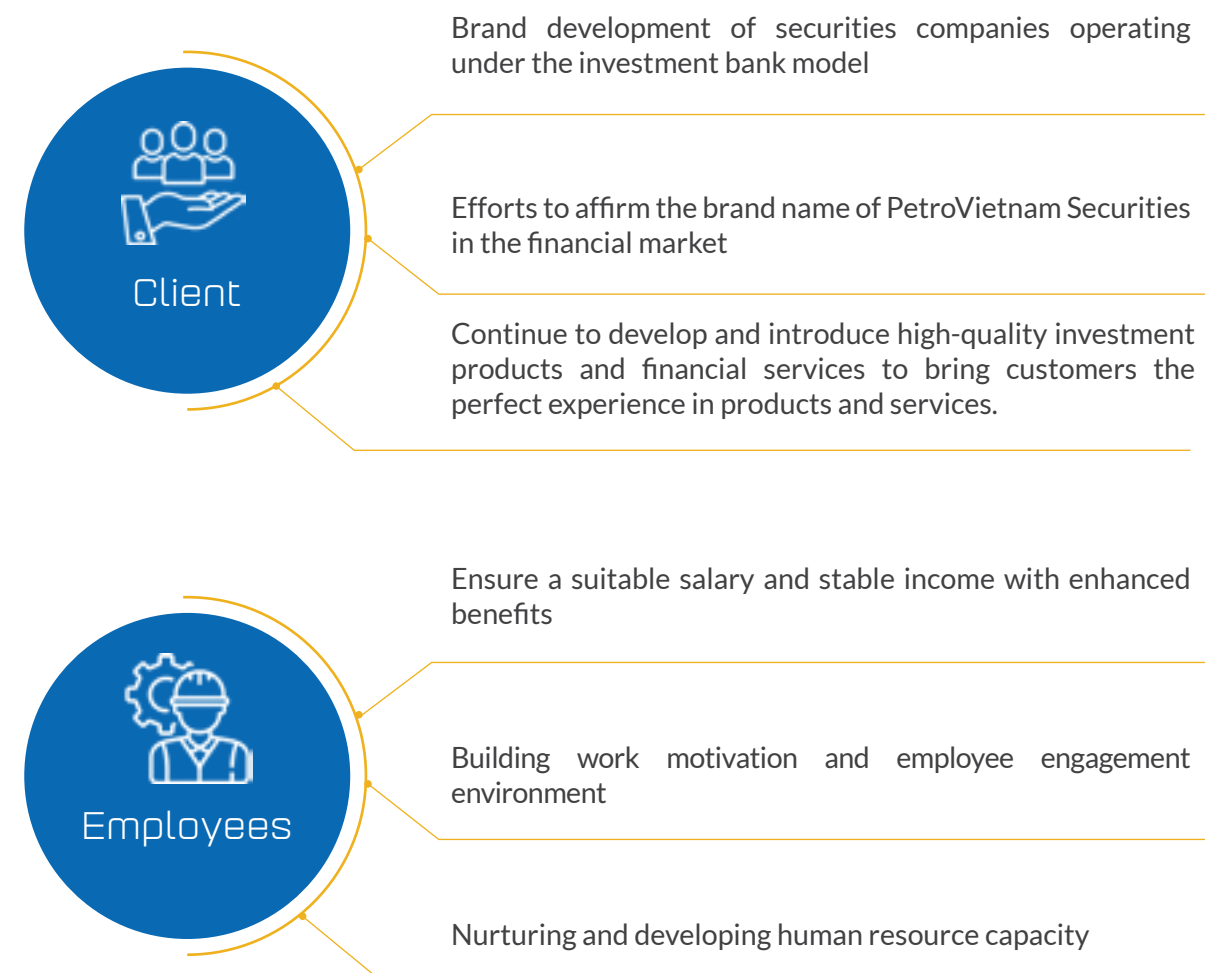 Brand development of securities companies operating
under the investment bank model
Efforts to affirm the brand name of PetroVietnam Securities
in the financial market
Client
Continue to develop and introduce high-quality investment
products and financial services to bring customers the
perfect experience in products and services.
Ensure a suitable salary and stable income with enhanced
benefits
Building work motivation and employee engagement
environment
Employees
Nurturing and developing human resource capacity